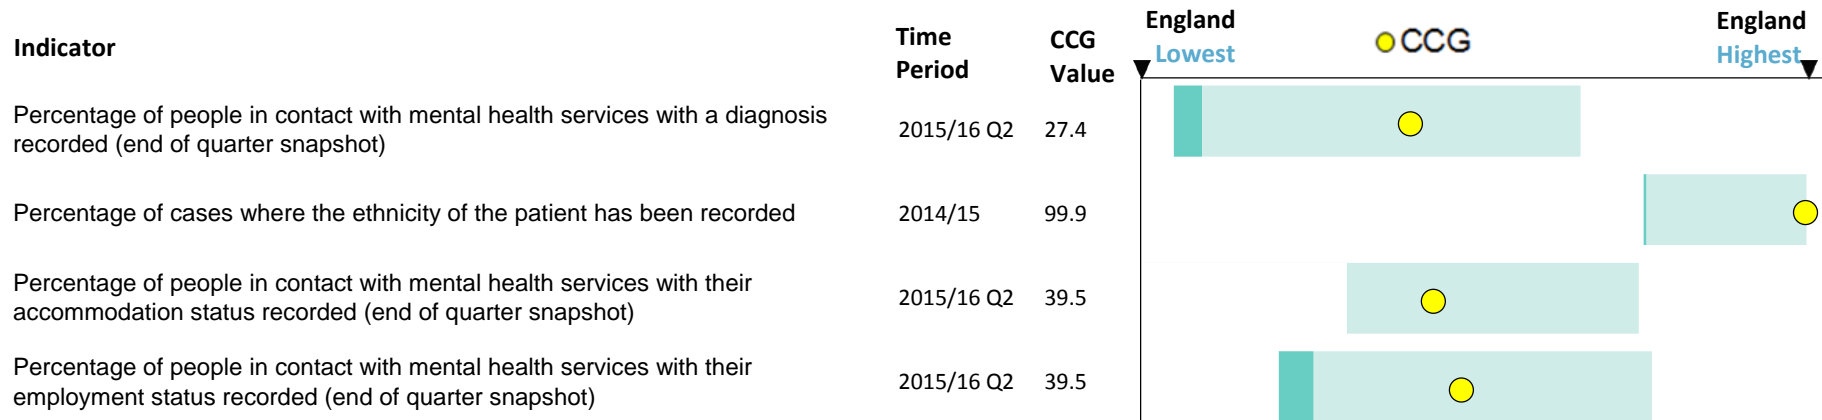 Indicator
Time
Period
CCG
Value
England
Lowest
CCG
England
Highest
Percentage of people in contact with mental health services with a diagnosis
recorded (end of quarter snapshot)
2015/16 Q2
27.4
Percentage of cases where the ethnicity of the patient has been recorded
2014/15
99.9
Percentage of people in contact with mental health services with their
accommodation status recorded (end of quarter snapshot)
2015/16 Q2
39.5
Percentage of people in contact with mental health services with their
employment status recorded (end of quarter snapshot)
2015/16 Q2
39.5